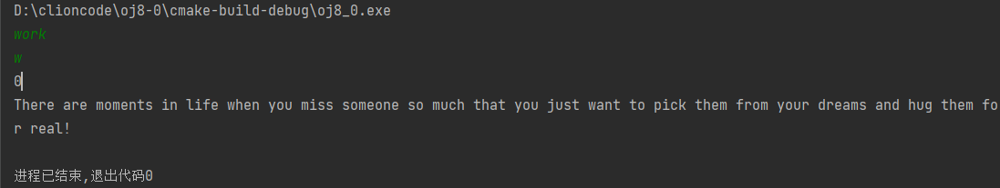 D:\clioncode\oj8-0\cmake-build-debug\oj8_0.exe
work
w
0
There are moments in life when you miss someone so much that you just want to pick them from your dreams and hug them fo
r real!
进程已结束,退出代码0